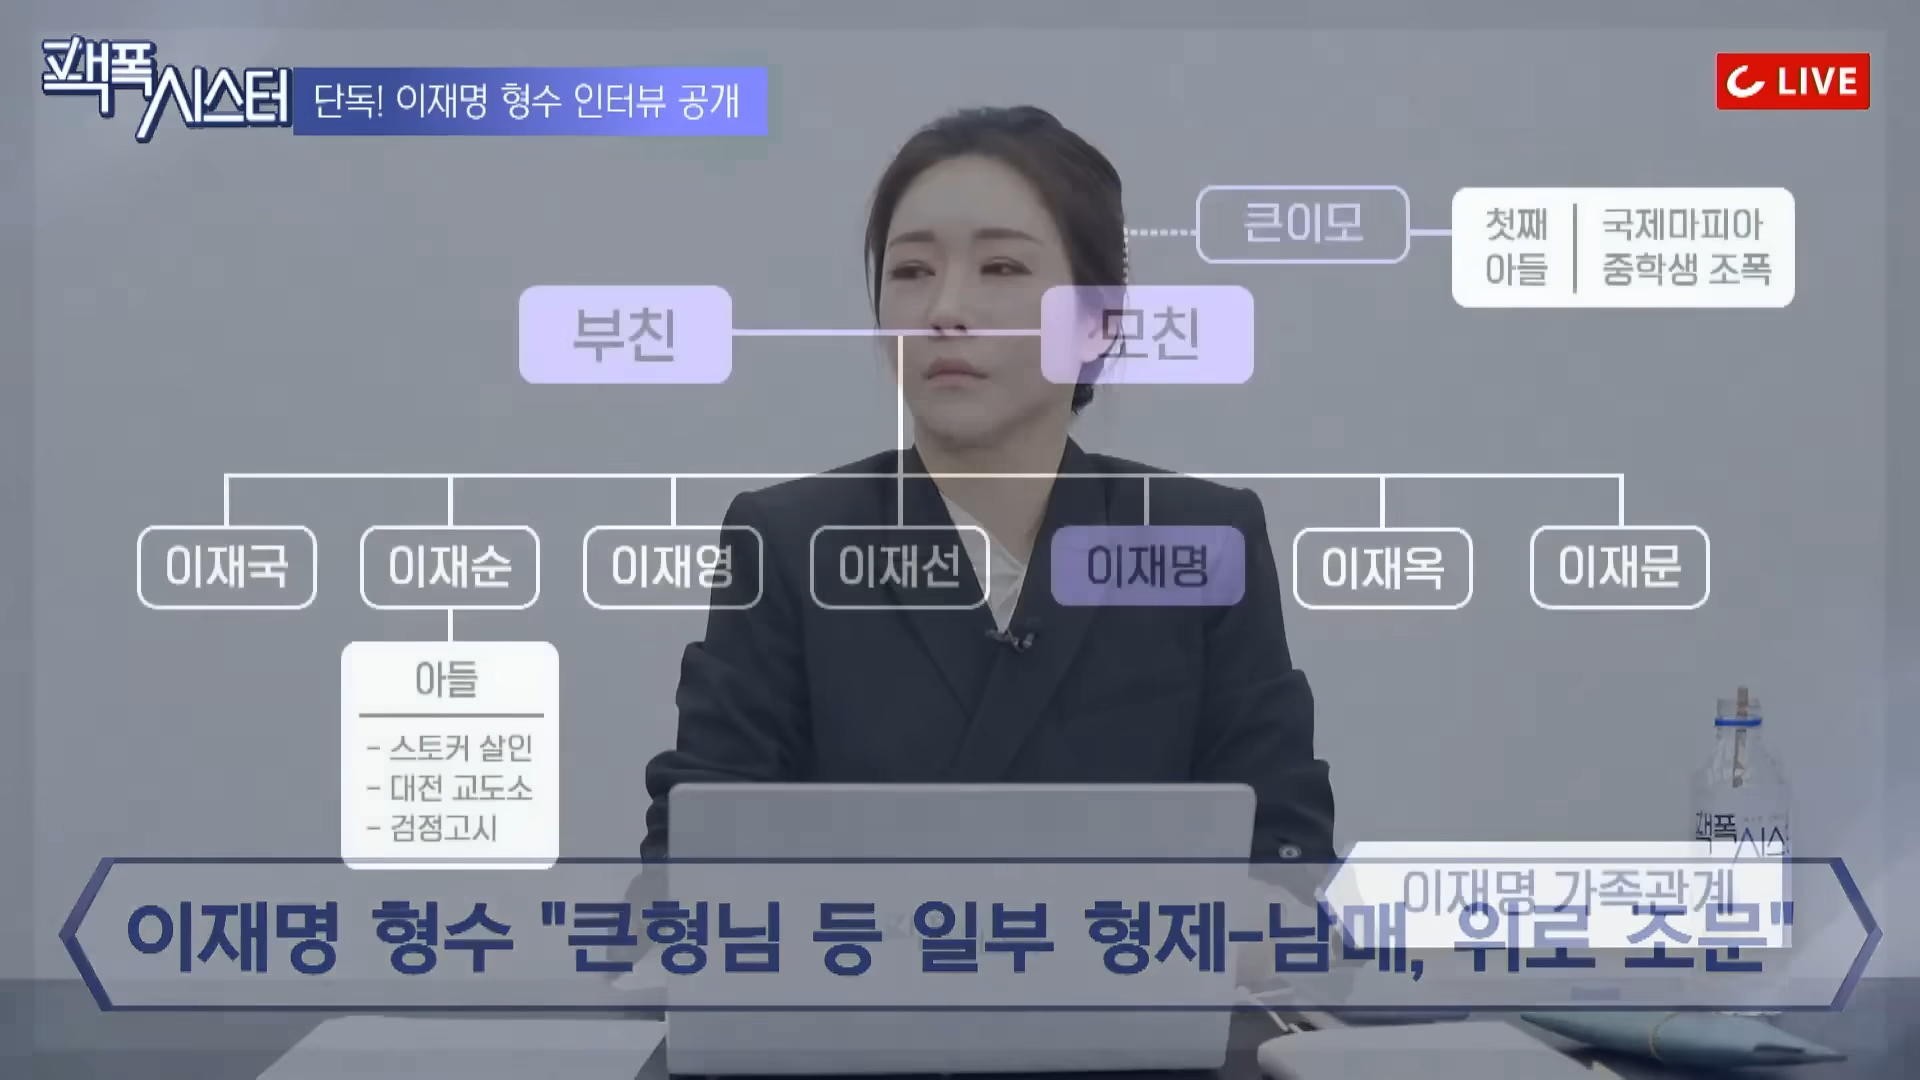 팩폭시스터
단독! 이재명 형수 인터뷰 공개
LIVE
큰이모
첫째 아들
국제마피아
중학생 조폭
부친
모친
이재국
이재순
이재영
이재선
이재명
이재옥
이재문
아들
- 스토커 살인
- 대전 교도소
- 검정고시
팩폭시스
이재명 가족관계
이재명 형수 "큰형님 등 일부 형제-남매, 위로 조문"